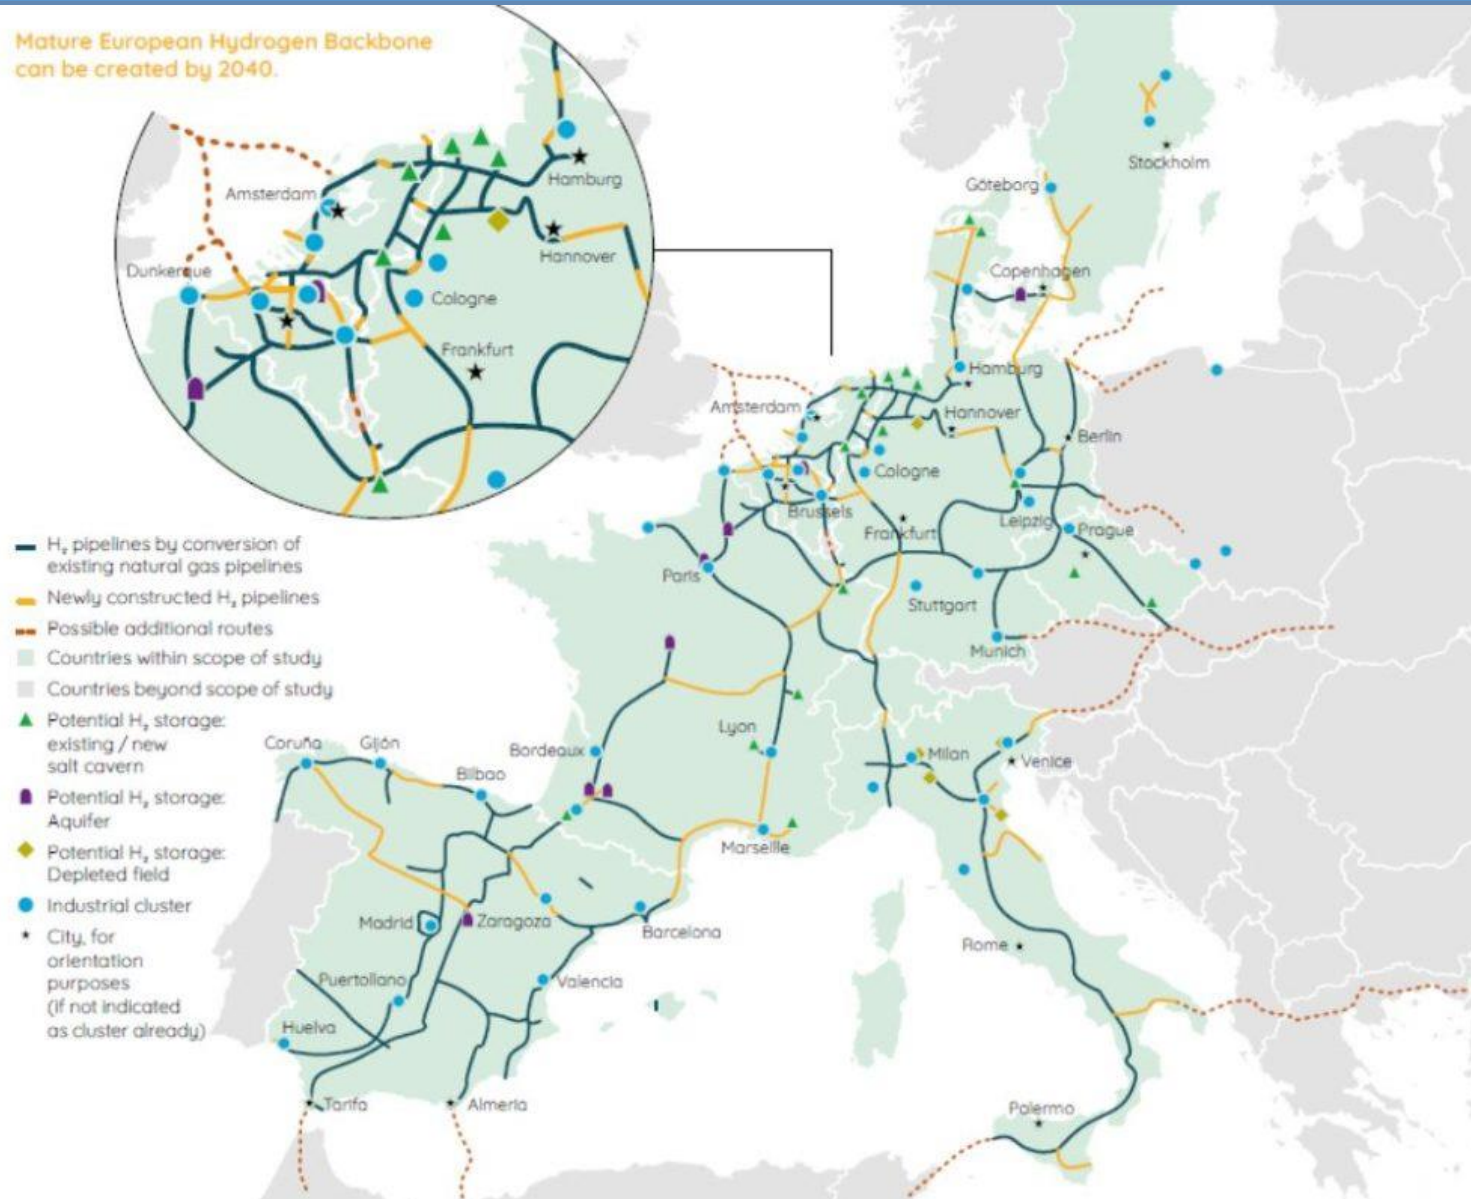 Mature European Hydrogen Backbone
can be created by 2040.
Amsterdam
Hamburg
Hannover
Dunkerque
Cologne
Frankfurt
H₂ pipelines by conversion of
existing natural gas pipelines
Newly constructed H₂ pipelines
Possible additional routes
Countries within scope of study
Countries beyond scope of study
Potential H₂ storage:
existing / new
salt cavern
Potential H₂ storage:
Aquifer
Potential H₂ storage:
Depleted field
Industrial cluster
City, for
orientation
purposes
(if not indicated
as cluster already)
Stockholm
Göteborg
Copenhagen
Hamburg
Amsterdam
Hannover
Berlin
Cologne
Brussels
Leipzig
Prague
Frankfurt
Paris
Stuttgart
Munich
Lyon
Coruña
Gijón
Bordeaux
Milan
Venice
Bilbao
Marseille
Madrid
Zaragoza
Barcelona
Rome
Puertollano
Valencia
Huelva
Tarifa
Almeria
Palermo